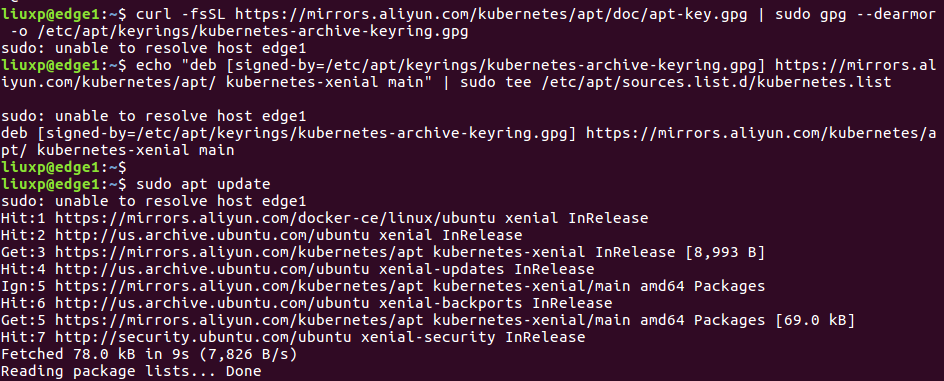 liuxp@edge1:~$ curl -fsSL https://mirrors.aliyun.com/kubernetes/apt/doc/apt-key.gpg | sudo gpg --dearmor
 -o /etc/apt/keyrings/kubernetes-archive-keyring.gpg
sudo: unable to resolve host edge1
liuxp@edge1:~$ echo "deb [signed-by=/etc/apt/keyrings/kubernetes-archive-keyring.gpg] https://mirrors.al
iyun.com/kubernetes/apt/ kubernetes-xenial main" | sudo tee /etc/apt/sources.list.d/kubernetes.list
sudo: unable to resolve host edge1
deb [signed-by=/etc/apt/keyrings/kubernetes-archive-keyring.gpg] https://mirrors.aliyun.com/kubernetes/a
pt/ kubernetes-xenial main
liuxp@edge1:~$
liuxp@edge1:~$ sudo apt update
sudo: unable to resolve host edge1
Hit:1 https://mirrors.aliyun.com/docker-ce/linux/ubuntu xenial InRelease
Hit:2 http://us.archive.ubuntu.com/ubuntu xenial InRelease
Get:3 https://mirrors.aliyun.com/kubernetes/apt kubernetes-xenial InRelease [8,993 B]
Hit:4 http://us.archive.ubuntu.com/ubuntu xenial-updates InRelease
Ign:5 https://mirrors.aliyun.com/kubernetes/apt kubernetes-xenial/main amd64 Packages
Hit:6 http://us.archive.ubuntu.com/ubuntu xenial-backports InRelease
Get:5 https://mirrors.aliyun.com/kubernetes/apt kubernetes-xenial/main amd64 Packages [69.0 kB]
Hit:7 http://security.ubuntu.com/ubuntu xenial-security InRelease
Fetched 78.0 kB in 9s (7,826 B/s)
Reading package lists... Done